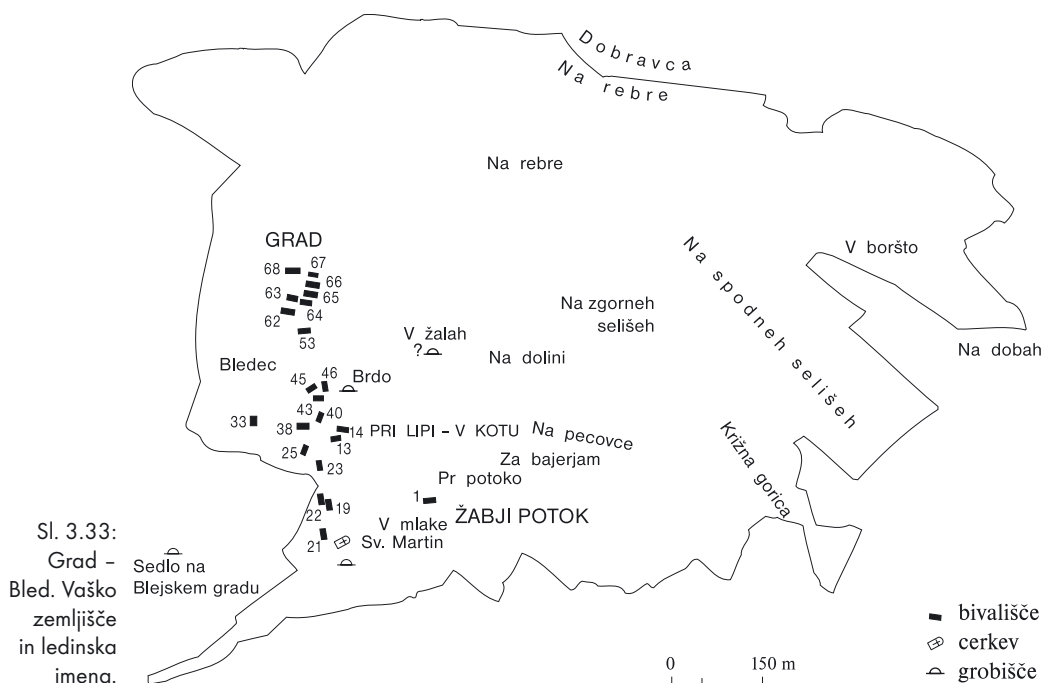 Dobravca
Na rebre
Na rebre
GRAD
68
67
66
63
65
62
64
53
V boršto
Na spodneh selišeh
Na zgorneh
selišeh
V žalah
?
Na dolini
Na dobah
Bledec
45
46
Brdo
43
40
33
38
14
PRI LIPI – V KOTU
Na pecovce
13
25
23
Za bajerjam
Križna gorica
Pr potoko
1
22
19
V mlake
ŽABJI POTOK
21
Sv. Martin
Sedlo na
Blejskem gradu
Sl. 3.33:
Grad –
Bled. Vaško
zemljišče
in ledinska
imena.
bivališče
cerkev
grobišče
0
150 m